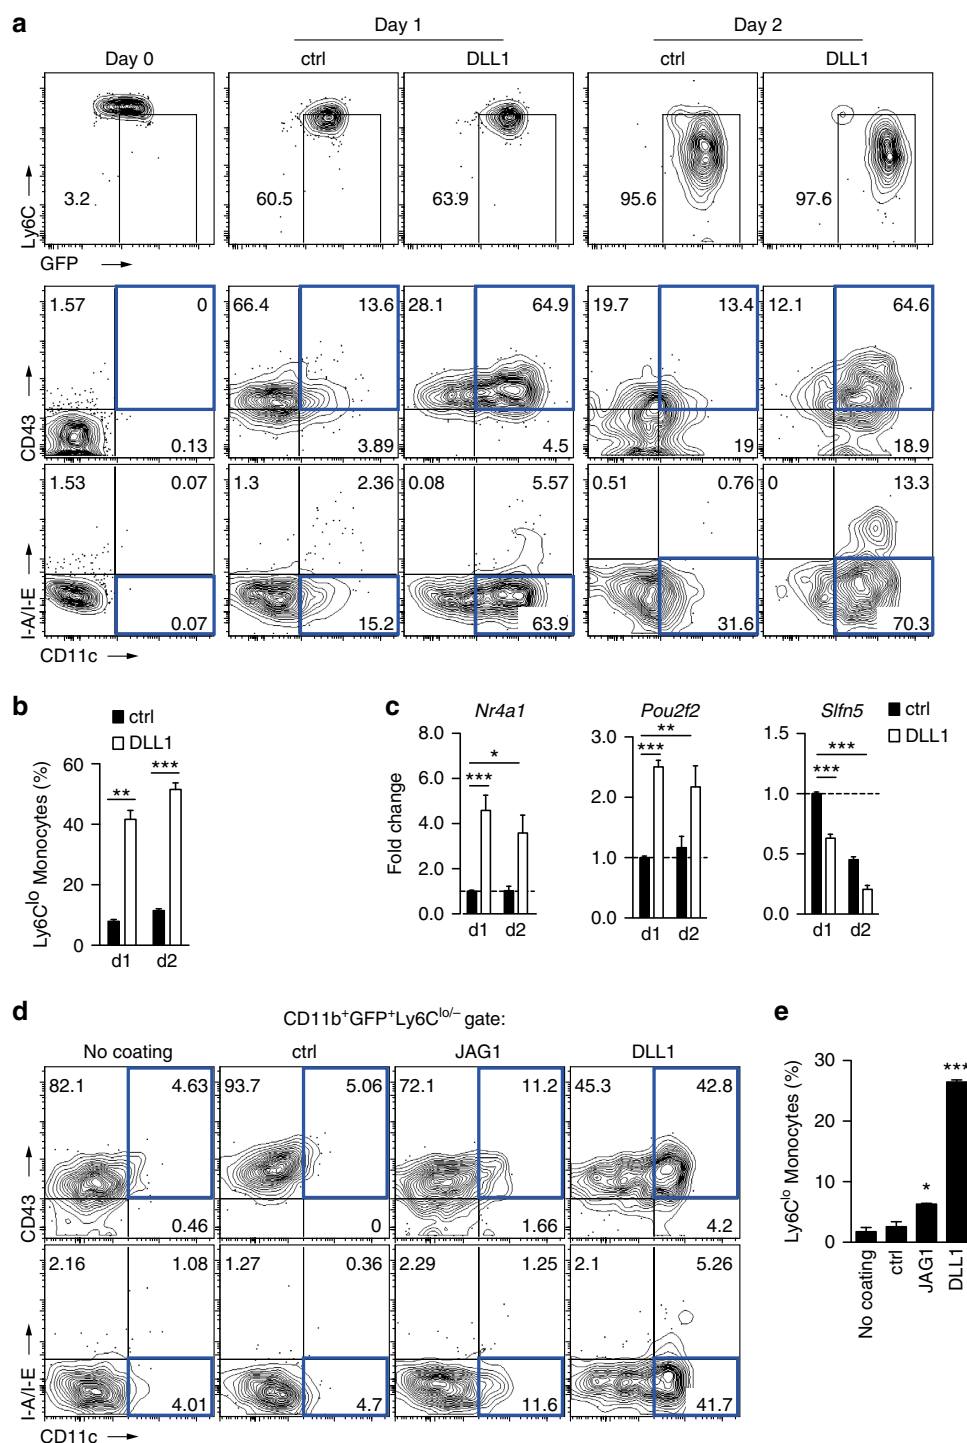 a
Day 1
Day 2
Day 0
ctrl
DLL1
ctrl
DLL1
3.2
60.5
63.9
95.6
97.6
Ly6C
GFP
1.57
0
66.4
13.6
28.1
64.9
19.7
13.4
12.1
64.6
0.13
3.89
4.5
19
18.9
CD43
1.53
0.07
1.3
2.36
0.08
5.57
0.51
0.76
0
13.3
0.07
15.2
63.9
31.6
70.3
I-A/I-E
CD11c
b
ctrl
DLL1
Ly6Clo Monocytes (%)
60
40
20
0
**
***
d1
d2
c
Nr4a1
Pou2f2
Slfn5
ctrl
DLL1
Fold change
8.0
6.0
4.0
2.0
0.0
*
***
d1
d2
3.0
2.0
1.0
0.0
**
***
d1
d2
1.5
1.0
0.5
0.0
***
***
d1
d2
d
CD11b+GFP+Ly6Clo/– gate:
No coating
ctrl
JAG1
DLL1
82.1
4.63
93.7
5.06
72.1
11.2
45.3
42.8
0.46
0
1.66
4.2
CD43
2.16
1.08
1.27
0.36
2.29
1.25
2.1
5.26
4.01
4.7
11.6
41.7
I-A/I-E
CD11c
e
Ly6Clo Monocytes (%)
30
20
10
0
*
***
No coating
ctrl
JAG1
DLL1